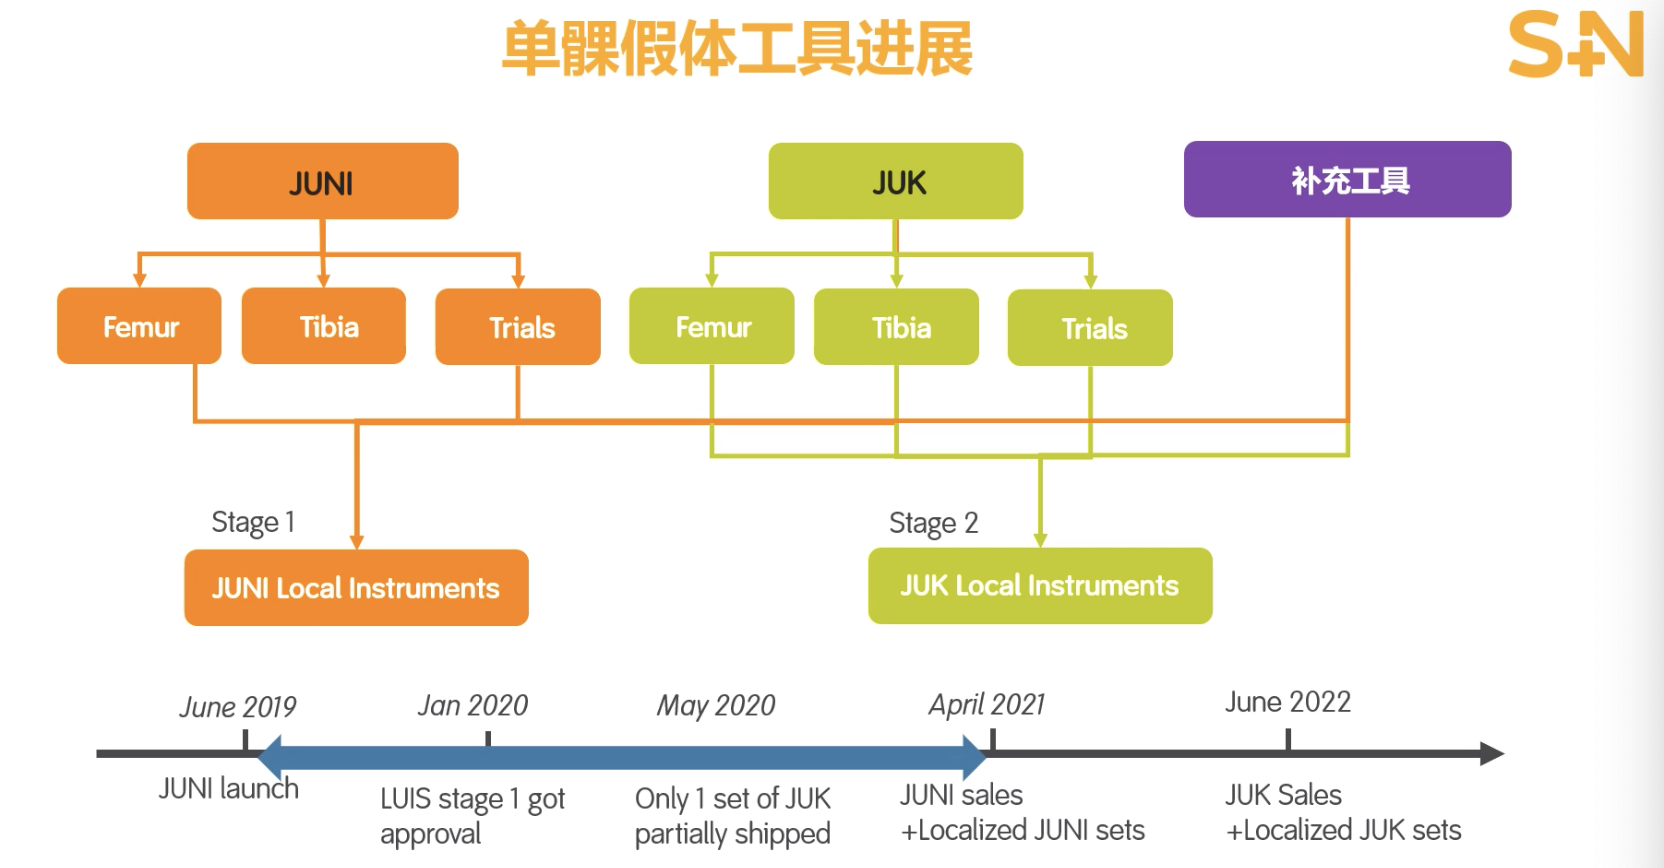 单髁假体工具进展
S+N
JUNI
JUK
补充工具
Femur
Tibia
Trials
Femur
Tibia
Trials
Stage 1
Stage 2
JUNI Local Instruments
JUK Local Instruments
June 2019
Jan 2020
May 2020
April 2021
June 2022
JUNI launch
LUIS stage 1 got
approval
Only 1 set of JUK
partially shipped
JUNI sales
+Localized JUNI sets
JUK Sales
+Localized JUK sets